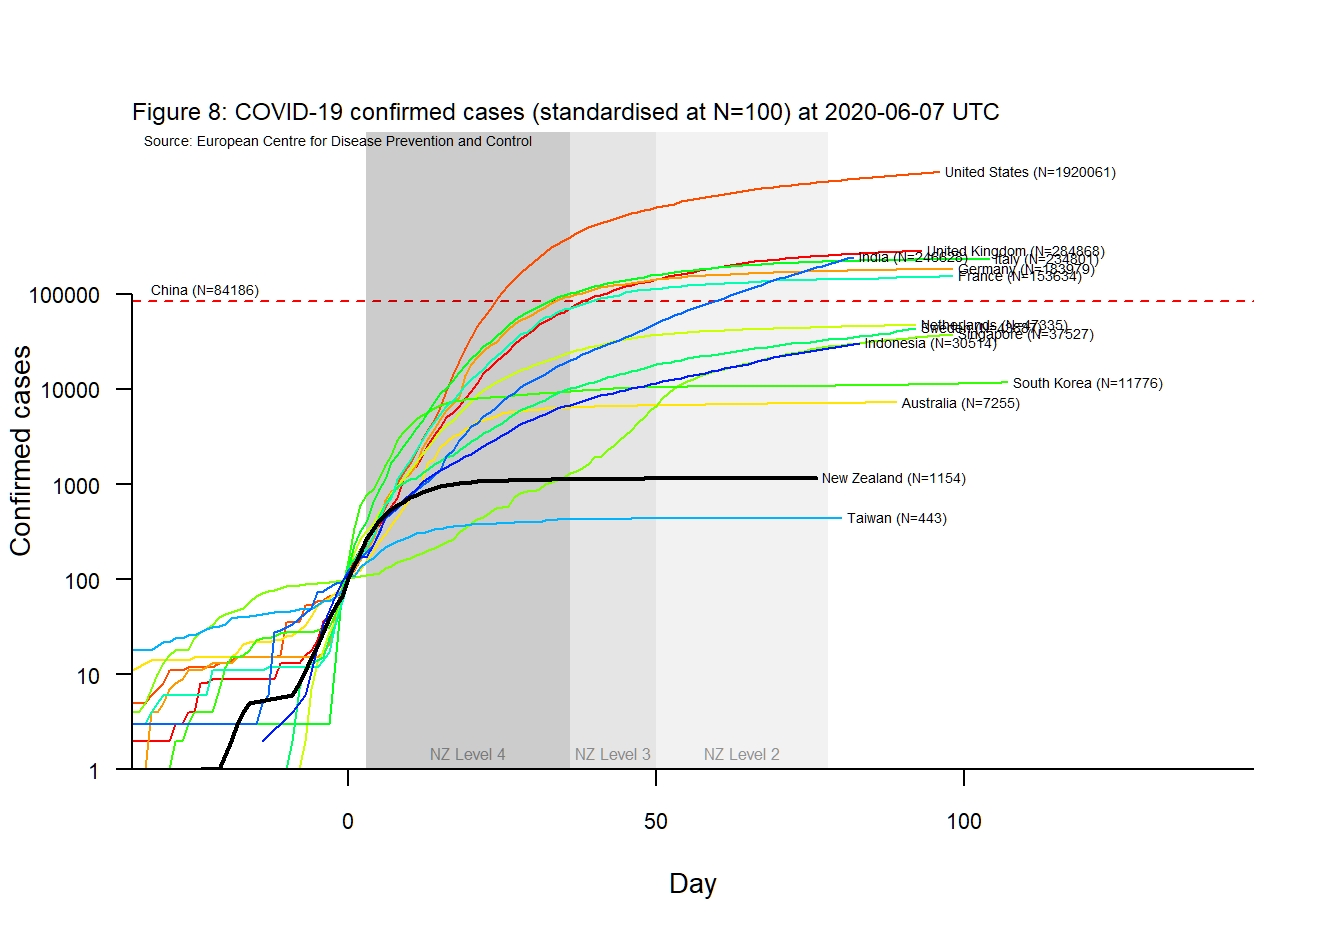 Figure 8: COVID-19 confirmed cases (standardised at N=100) at 2020-06-07 UTC
Source: European Centre for Disease Prevention and Control
United States (N=1920061)
United Kingdom (N=284868)
India (N=246628)
Italy (N=234801)
Germany (N=183979)
France (N=153634)
China (N=84186)
100000
Netherlands (N=47335)
Sweden
Singapore (N=37527)
Indonesia (N=30514)
10000
South Korea (N=11776)
Australia (N=7255)
1000
New Zealand (N=1154)
Taiwan (N=443)
100
10
1
Confirmed cases
NZ Level 4
NZ Level 3
NZ Level 2
0
50
100
Day